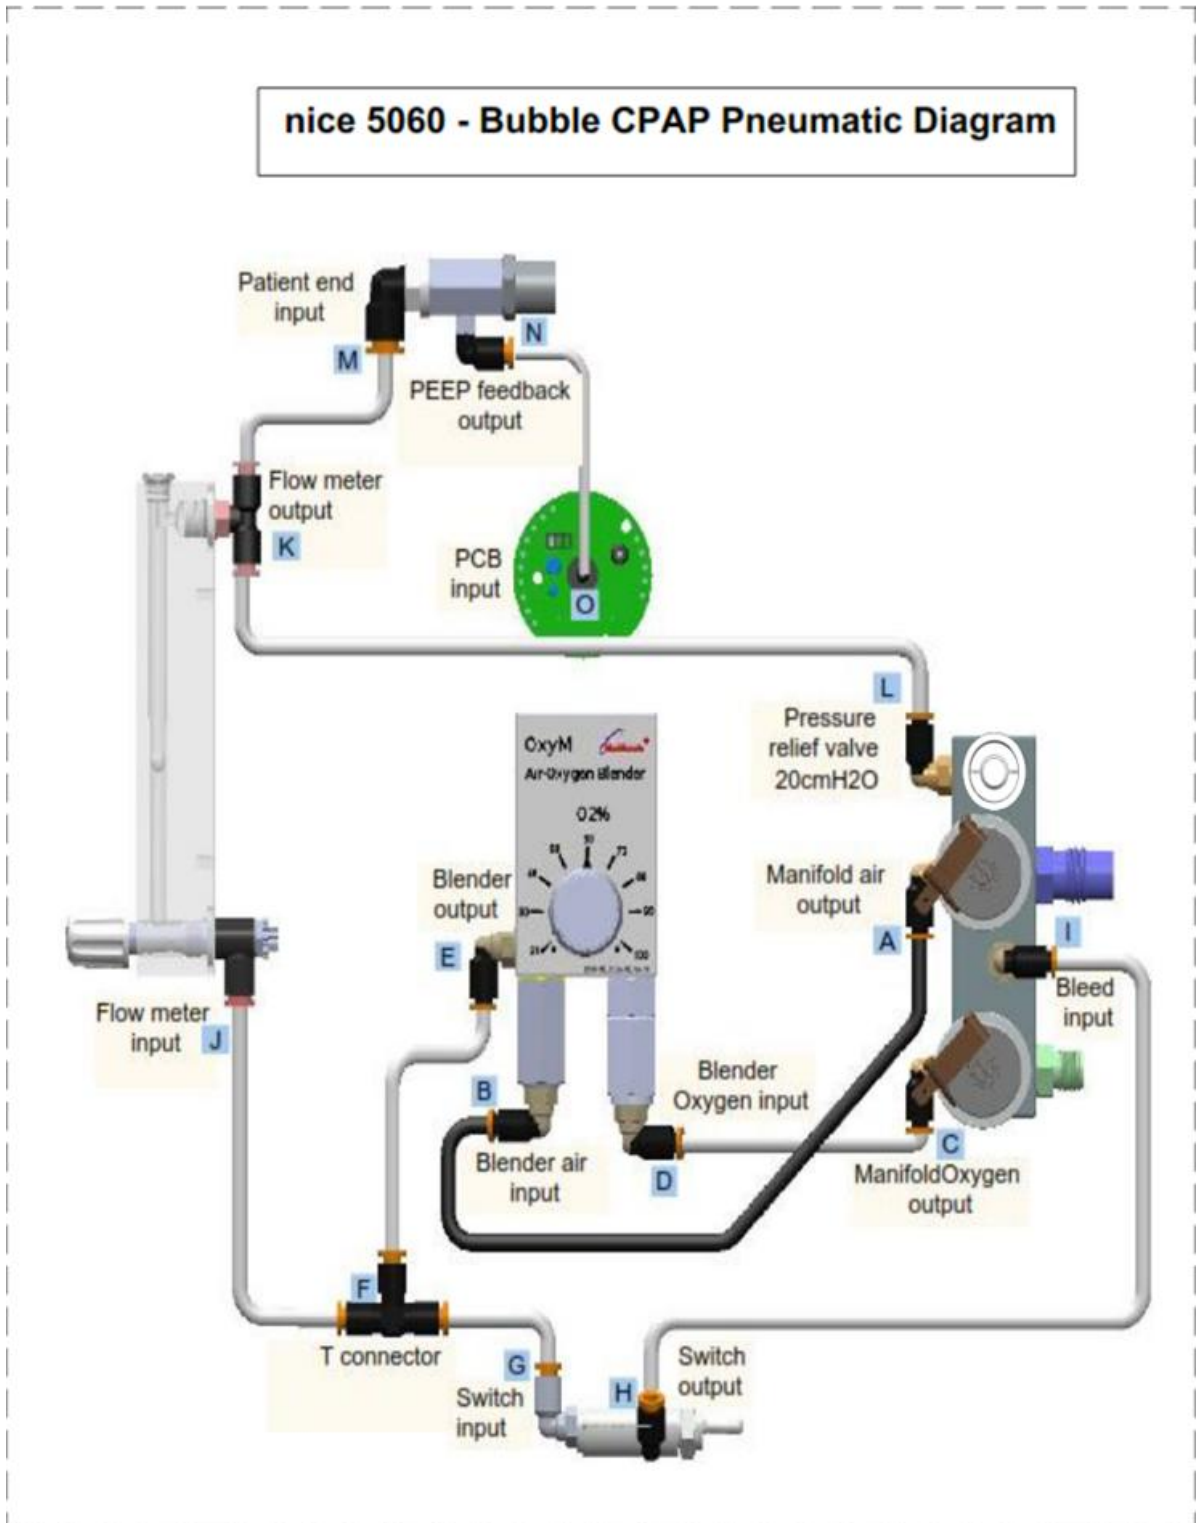 nice 5060 - Bubble CPAP Pneumatic Diagram
Patient end
input
N
M
PEEP feedback
output
Flow meter
output
K
PCB
input
O
L
Pressure
relief valve
20cmH2O
OxyM
Air-Oxygen Blender
O2%
Blender
output
E
Manifold air
output
A
I
Bleed
input
21
100
Flow meter
input
J
B
Blender
Oxygen input
Blender air
input
D
C
ManifoldOxygen
output
F
T connector
G
Switch
input
H
Switch
output